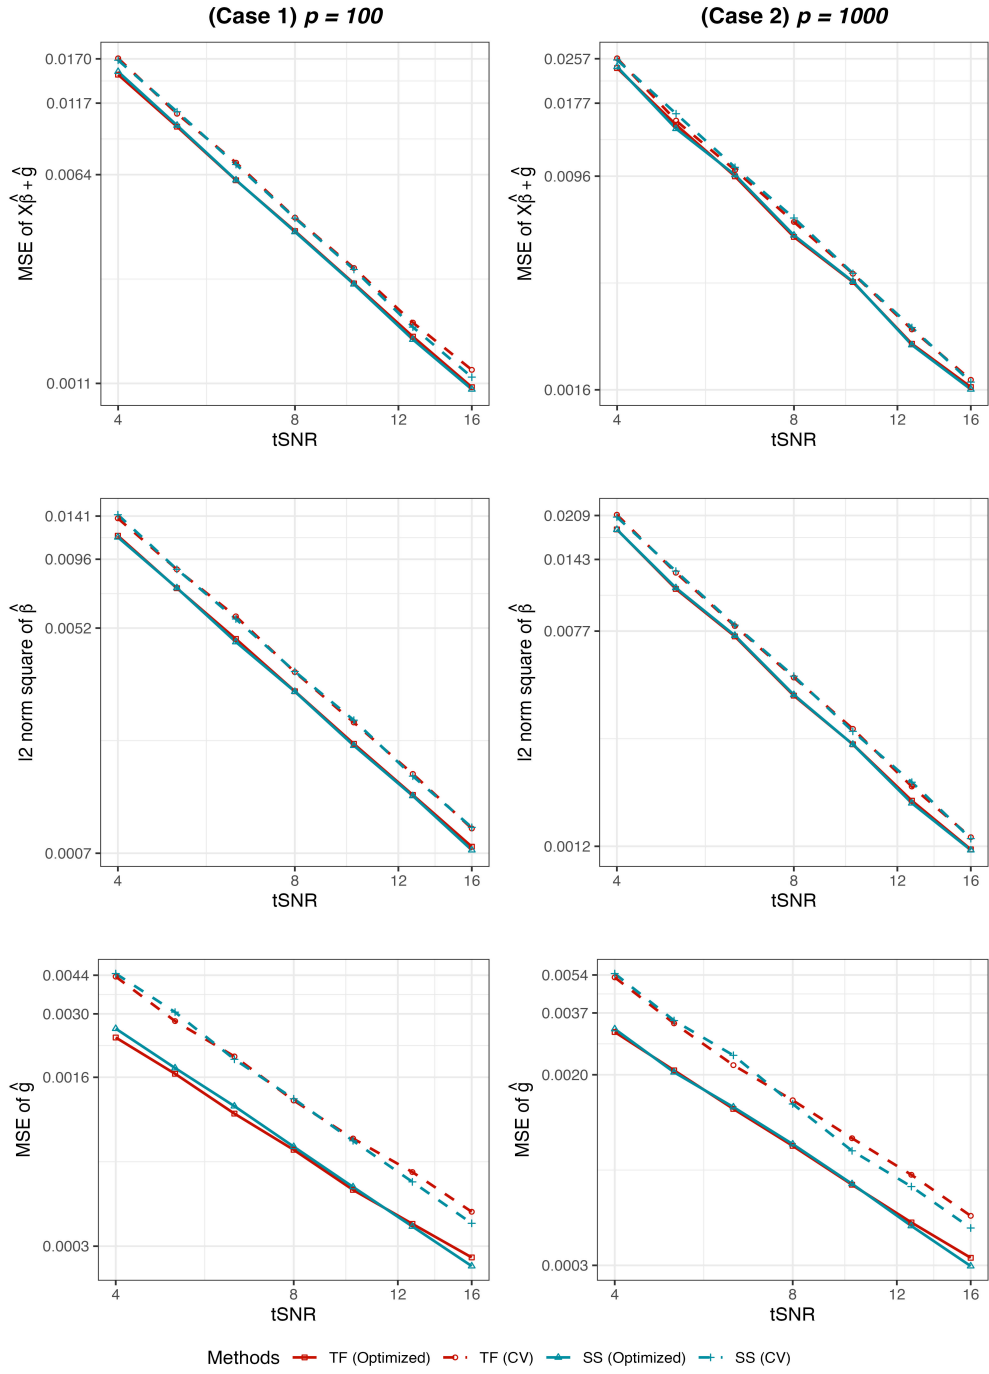 (Case 1) p = 100
(Case 2) p = 1000
MSE of Xβ̂ + ĝ
0.0170
0.0117
0.0064
0.0011
4 8 12 16
tSNR
MSE of Xβ̂ + ĝ
0.0257
0.0177
0.0096
0.0016
4 8 12 16
tSNR
l2 norm square of β̂
0.0141
0.0096
0.0052
0.0007
4 8 12 16
tSNR
l2 norm square of β̂
0.0209
0.0143
0.0077
0.0012
4 8 12 16
tSNR
MSE of ĝ
0.0044
0.0030
0.0016
0.0003
4 8 12 16
tSNR
MSE of ĝ
0.0054
0.0037
0.0020
0.0003
4 8 12 16
tSNR
Methods TF (Optimized) TF (CV) SS (Optimized) SS (CV)